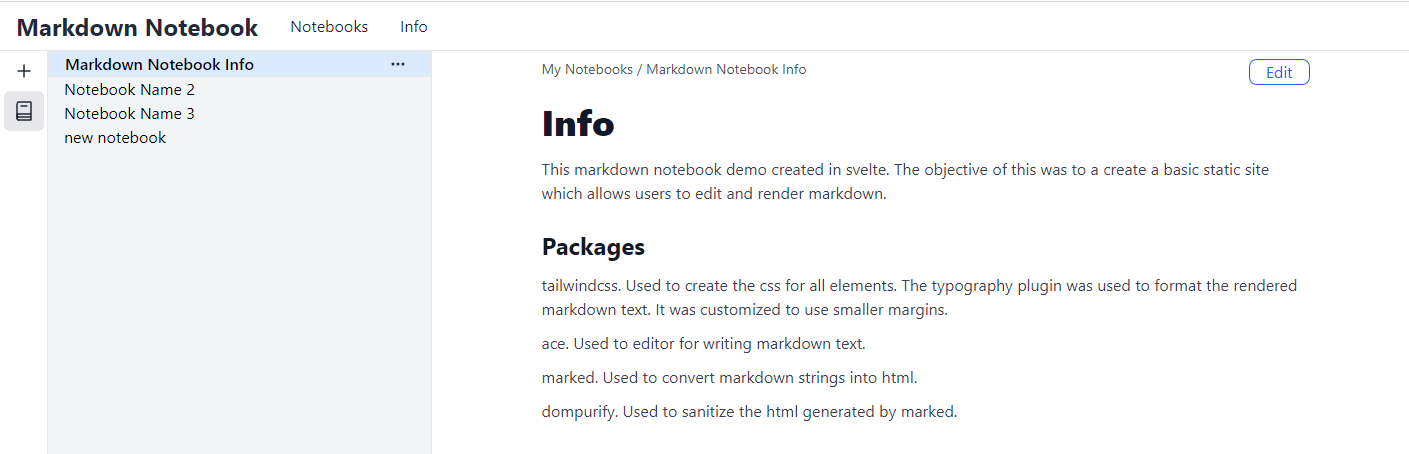 Markdown Notebook Notebooks Info
Markdown Notebook Info ...
Notebook Name 2
Notebook Name 3
new notebook
My Notebooks / Markdown Notebook Info
Edit
Info
This markdown notebook demo created in svelte. The objective of this was to a create a basic static site
which allows users to edit and render markdown.
Packages
tailwindcss. Used to create the css for all elements. The typography plugin was used to format the rendered
markdown text. It was customized to use smaller margins.
ace. Used to editor for writing markdown text.
marked. Used to convert markdown strings into html.
dompurify. Used to sanitize the html generated by marked.